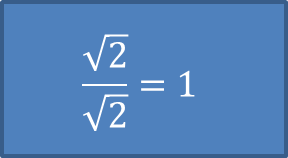 √2
√2 = 1